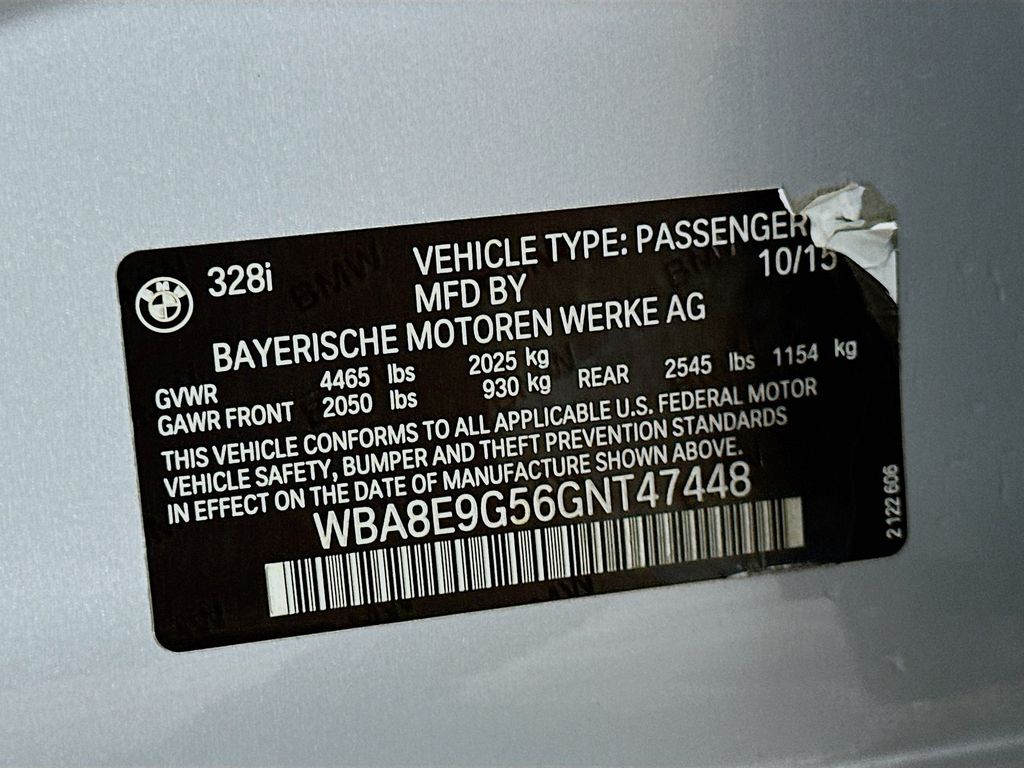 328i
VEHICLE TYPE: PASSENGER
MFD BY 10/15
BAYERISCHE MOTOREN WERKE AG
GVWR 4465 lbs 2025 kg
GAWR FRONT 2050 lbs 930 kg REAR 2545 lbs 1154 kg
THIS VEHICLE CONFORMS TO ALL APPLICABLE U.S. FEDERAL MOTOR
VEHICLE SAFETY, BUMPER AND THEFT PREVENTION STANDARDS
IN EFFECT ON THE DATE OF MANUFACTURE SHOWN ABOVE.
WBA8E9G56GNT47448
2 122 606
BMW